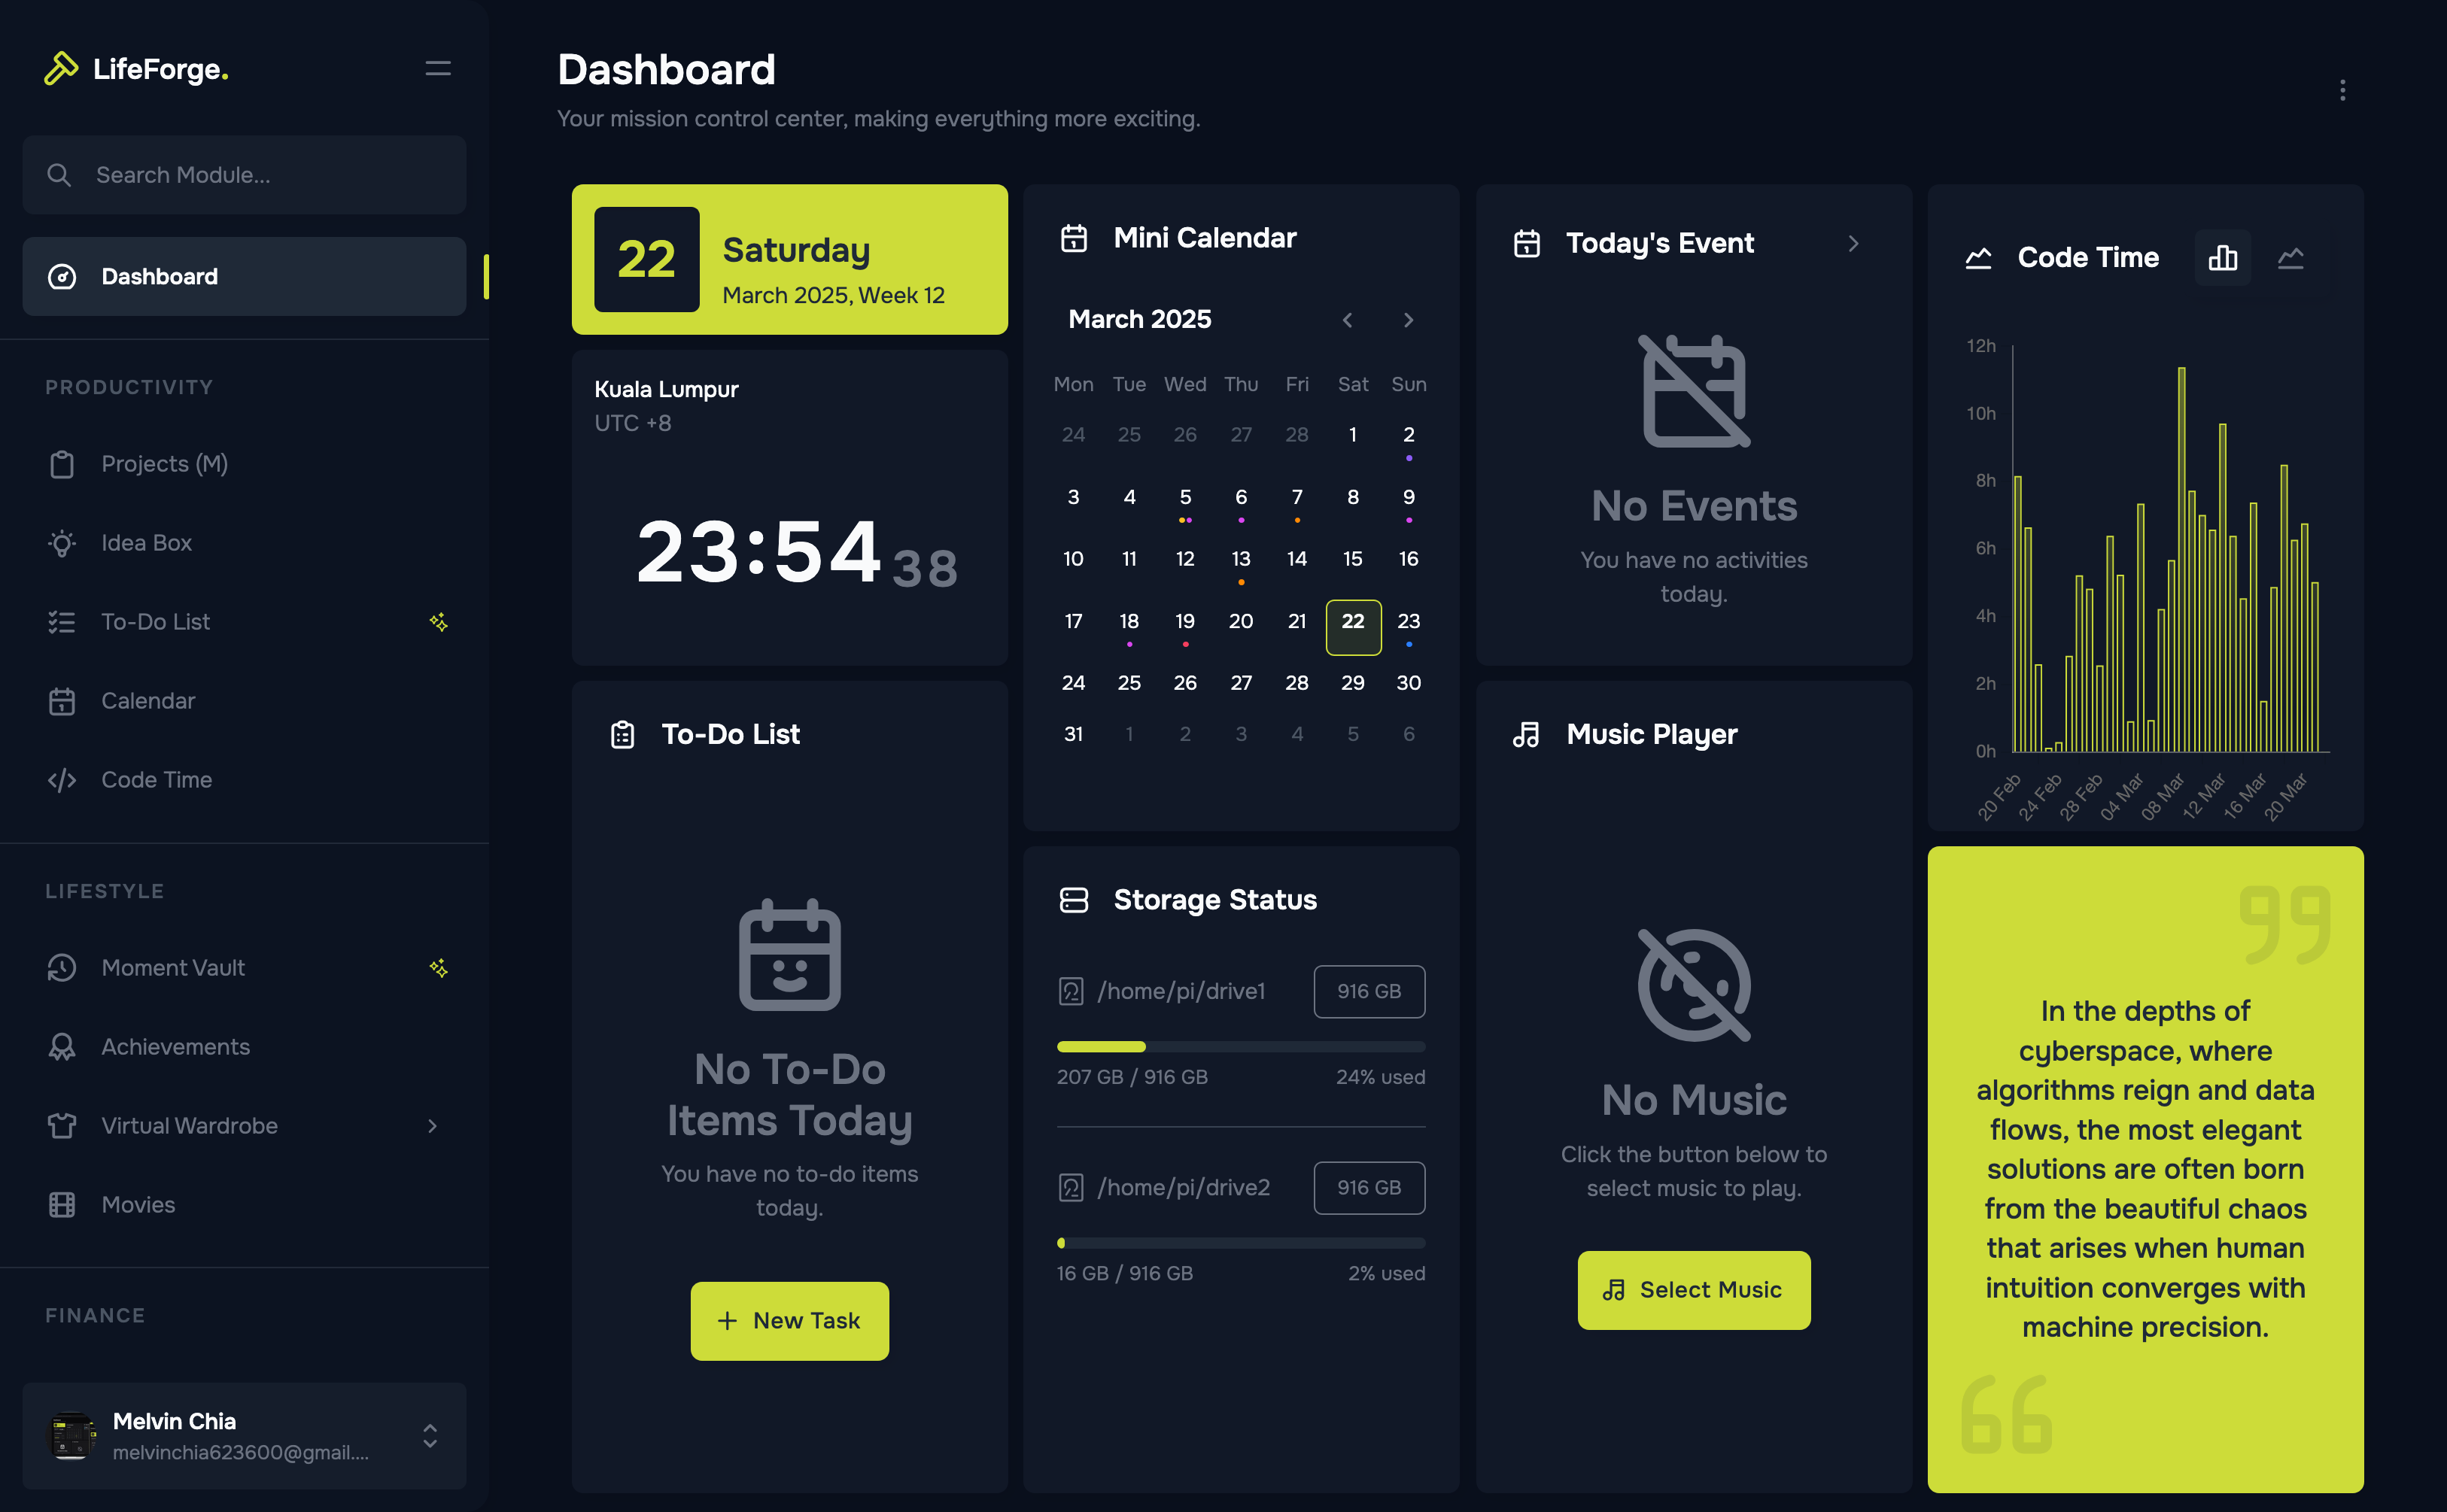 LifeForge.
Search Module...
Dashboard
PRODUCTIVITY
Projects (M)
Idea Box
To-Do List
Calendar
Code Time
LIFESTYLE
Moment Vault
Achievements
Virtual Wardrobe
Movies
FINANCE
Melvin Chia
melvinchia623600@gmail....
Dashboard
Your mission control center, making everything more exciting.
22
Saturday
March 2025, Week 12
Kuala Lumpur
UTC +8
23:54 38
To-Do List
No To-Do
Items Today
You have no to-do items
today.
+ New Task
Mini Calendar
March 2025
Mon Tue Wed Thu Fri Sat Sun
24 25 26 27 28 1 2
3 4 5 6 7 8 9
10 11 12 13 14 15 16
17 18 19 20 21 22 23
24 25 26 27 28 29 30
31 1 2 3 4 5 6
Storage Status
/home/pi/drive1 916 GB
207 GB / 916 GB 24% used
/home/pi/drive2 916 GB
16 GB / 916 GB 2% used
Today's Event
No Events
You have no activities
today.
Music Player
No Music
Click the button below to
select music to play.
Select Music
Code Time
12h
10h
8h
6h
4h
2h
0h
20 Feb 24 Feb 28 Feb 04 Mar 08 Mar 12 Mar 16 Mar 20 Mar
In the depths of
cyberspace, where
algorithms reign and data
flows, the most elegant
solutions are often born
from the beautiful chaos
that arises when human
intuition converges with
machine precision.